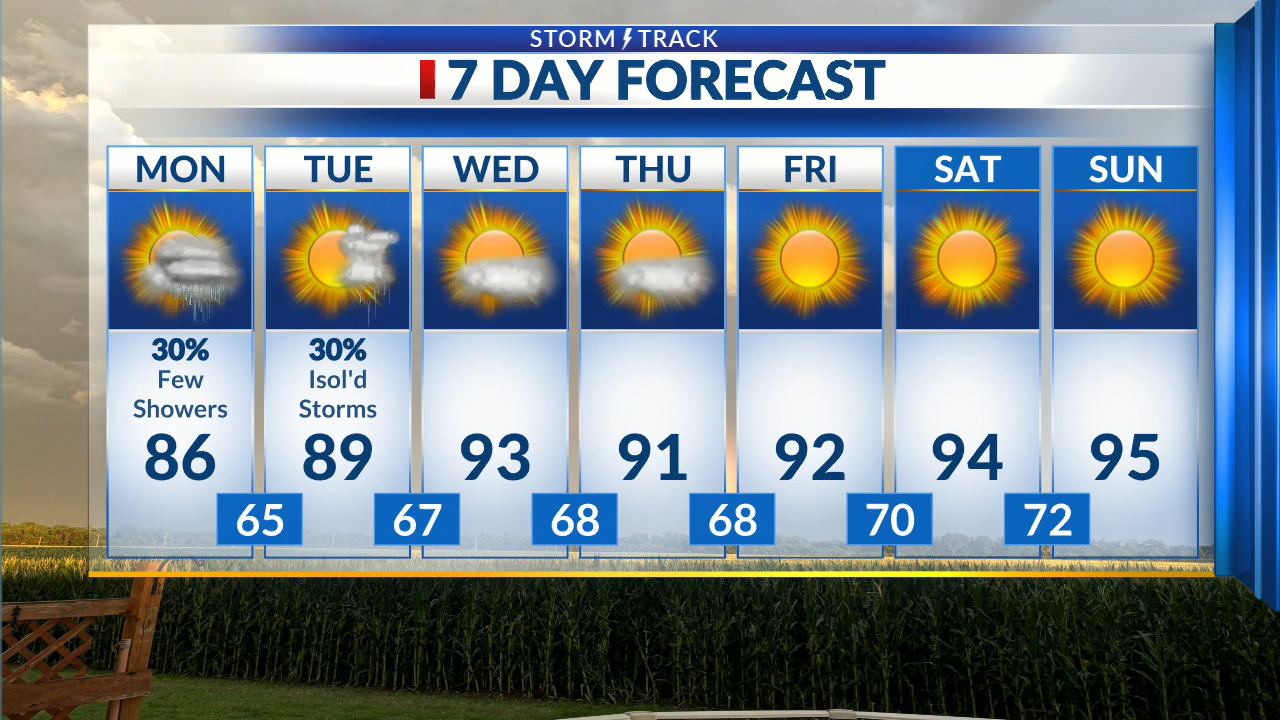 STORM TRACK
7 DAY FORECAST
MON TUE WED THU FRI SAT SUN
30% 30%
Few Isol'd
Showers Storms
86 89 93 91 92 94 95
65 67 68 68 70 72